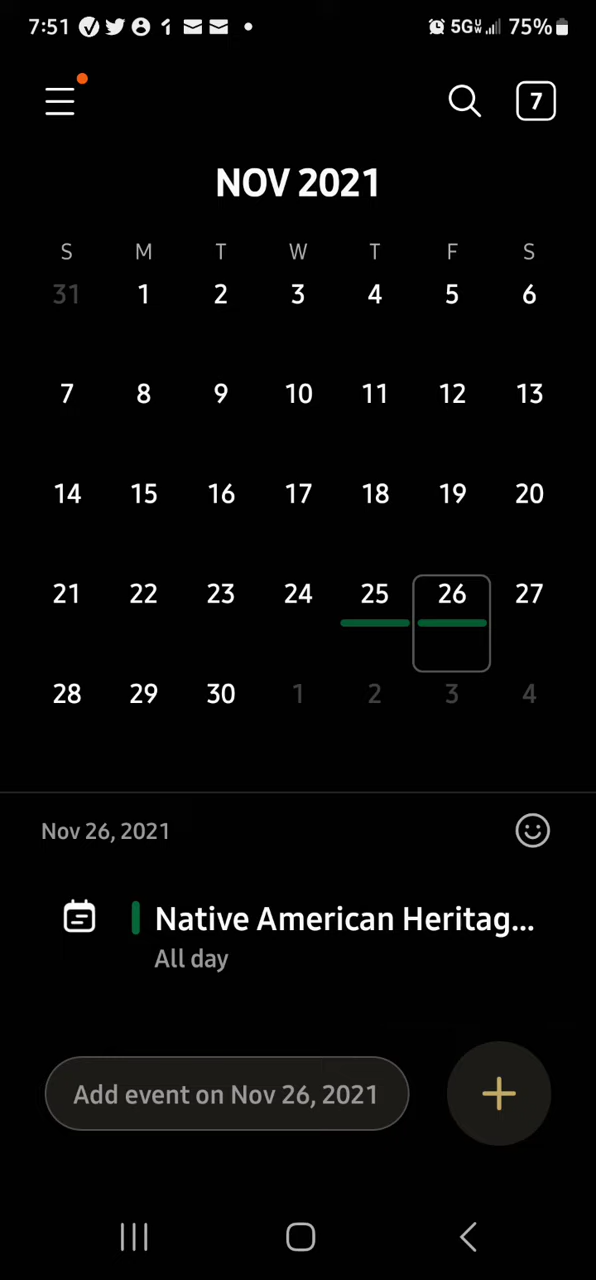 7:51 1 5G 75%
7
NOV 2021
S M T W T F S
31 1 2 3 4 5 6
7 8 9 10 11 12 13
14 15 16 17 18 19 20
21 22 23 24 25 26 27
28 29 30 1 2 3 4
Nov 26, 2021
Native American Heritag...
All day
Add event on Nov 26, 2021